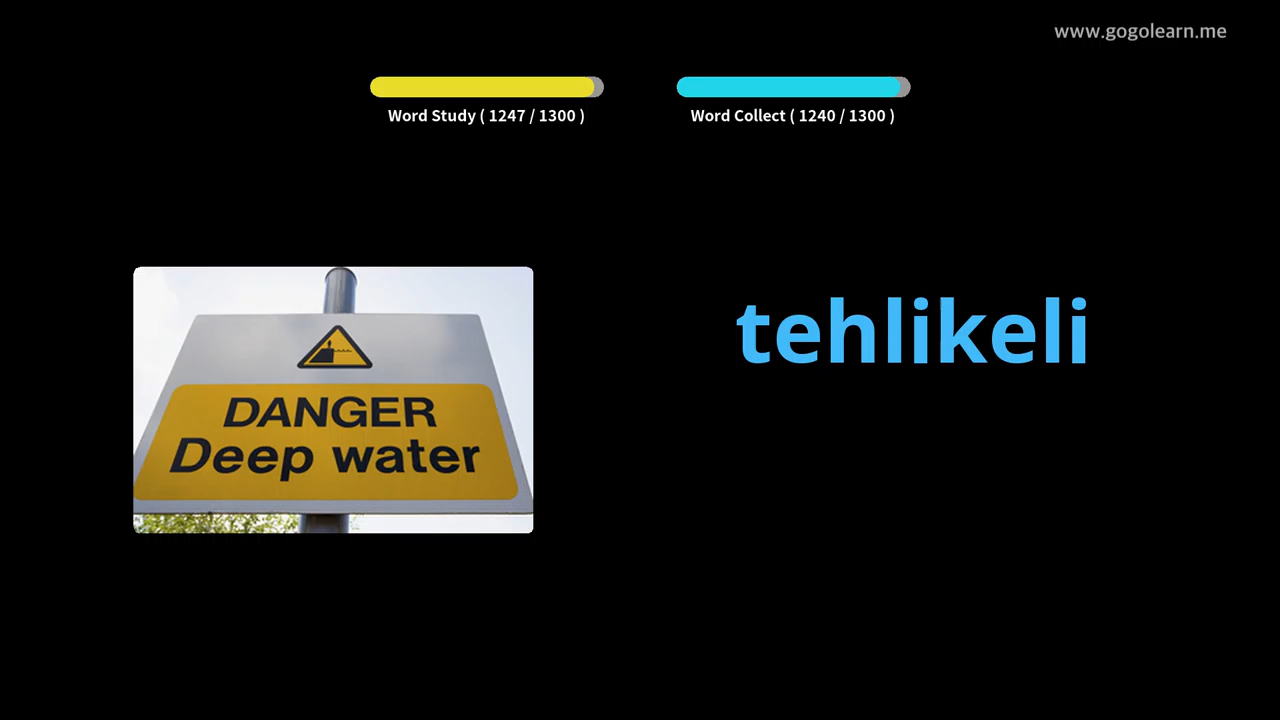 www.gogolearn.me
Word Study ( 1247 / 1300 )
Word Collect ( 1240 / 1300 )
DANGER
Deep water
tehlikeli